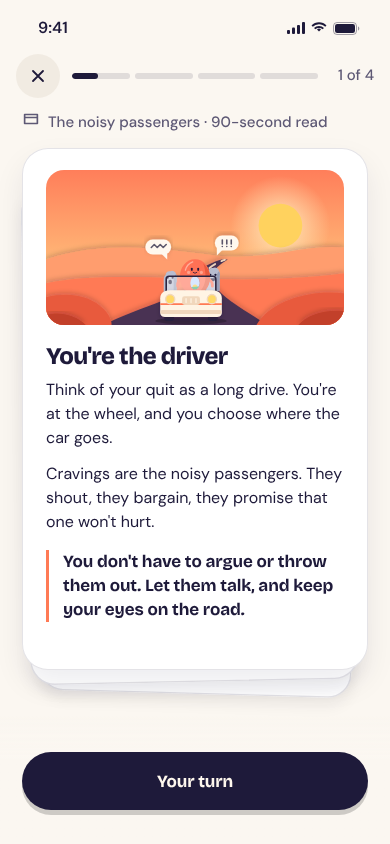 9:41
1 of 4
The noisy passengers · 90-second read
!!!
You're the driver
Think of your quit as a long drive. You're
at the wheel, and you choose where the
car goes.
Cravings are the noisy passengers. They
shout, they bargain, they promise that
one won't hurt.
You don't have to argue or throw
them out. Let them talk, and keep
your eyes on the road.
Your turn